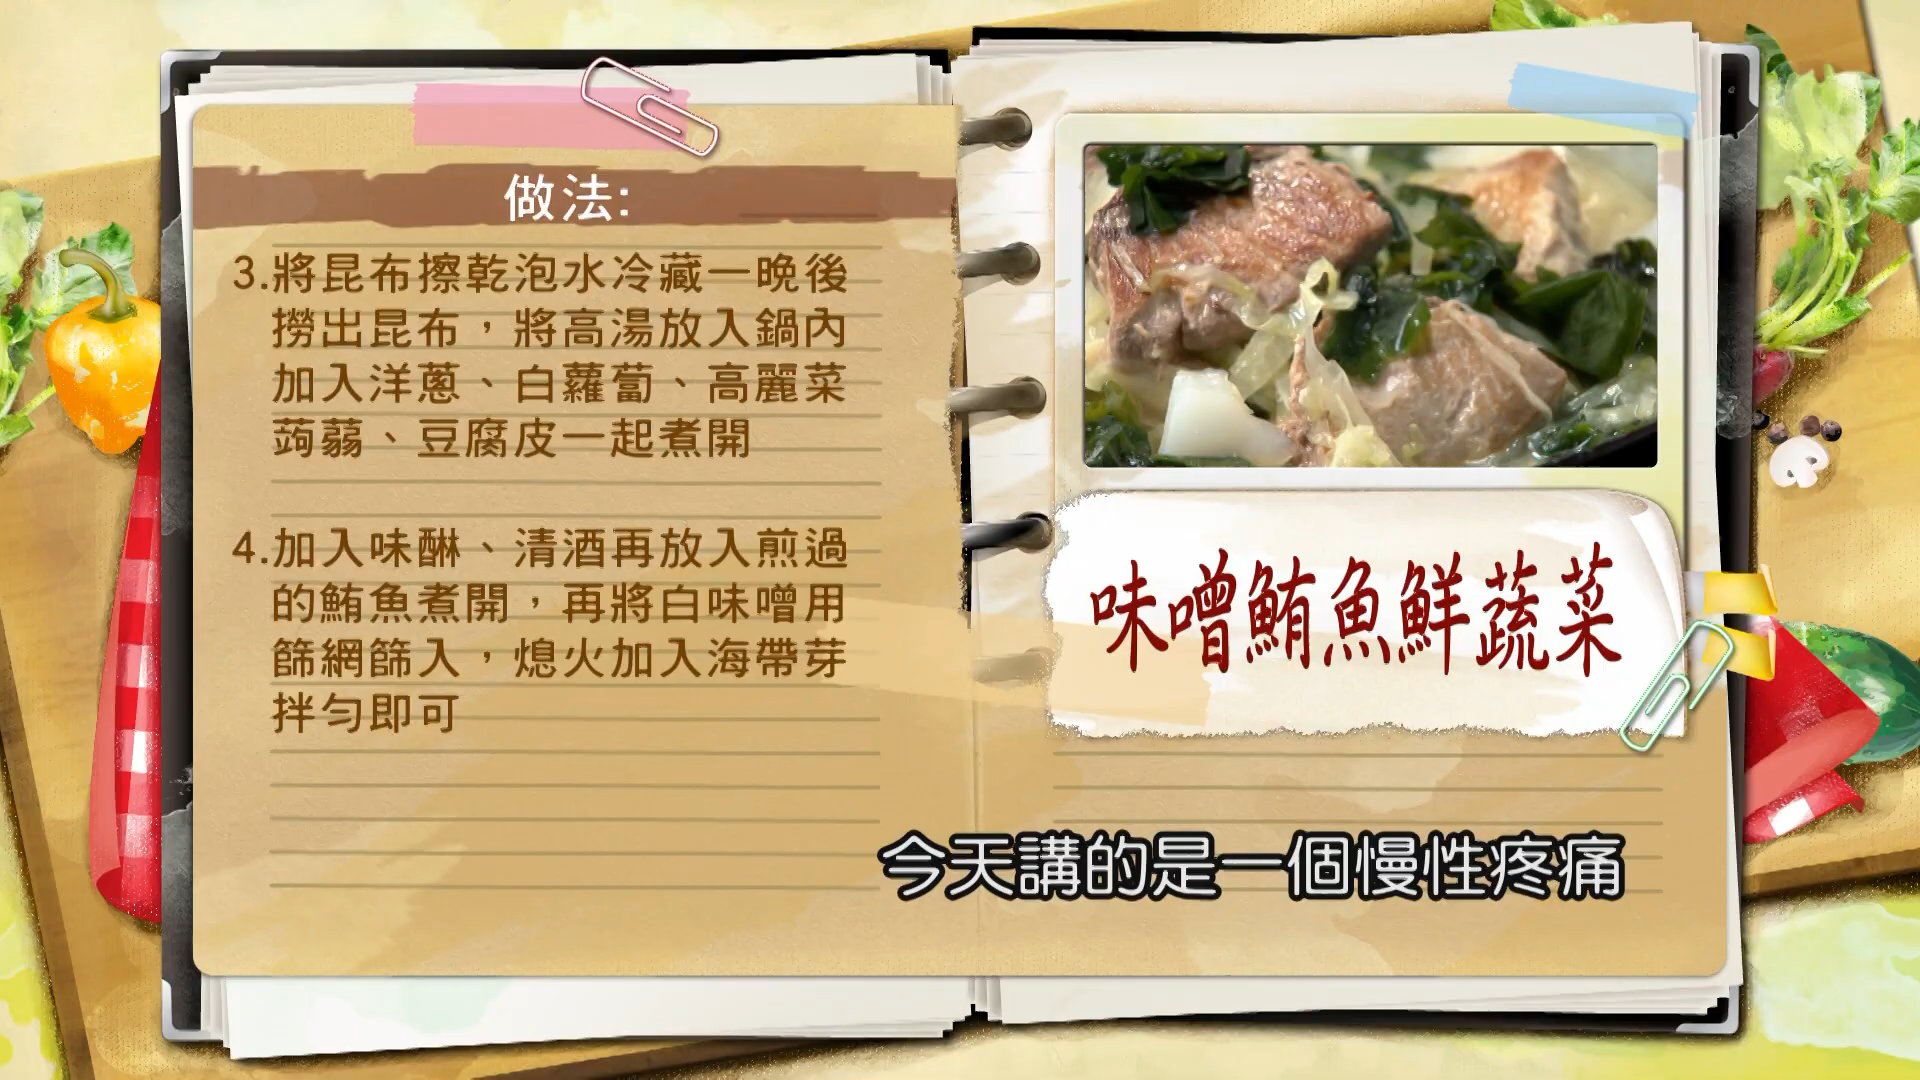 做法:
3.將昆布擦乾泡水冷藏一晚後
撈出昆布，將高湯放入鍋內
加入洋蔥、白蘿蔔、高麗菜
蒟蒻、豆腐皮一起煮開
4.加入味醂、清酒再放入煎過
的鮪魚煮開，再將白味噌用
篩網篩入，熄火加入海帶芽
拌勻即可
味噌鮪魚鮮蔬菜
今天講的是一個慢性疼痛